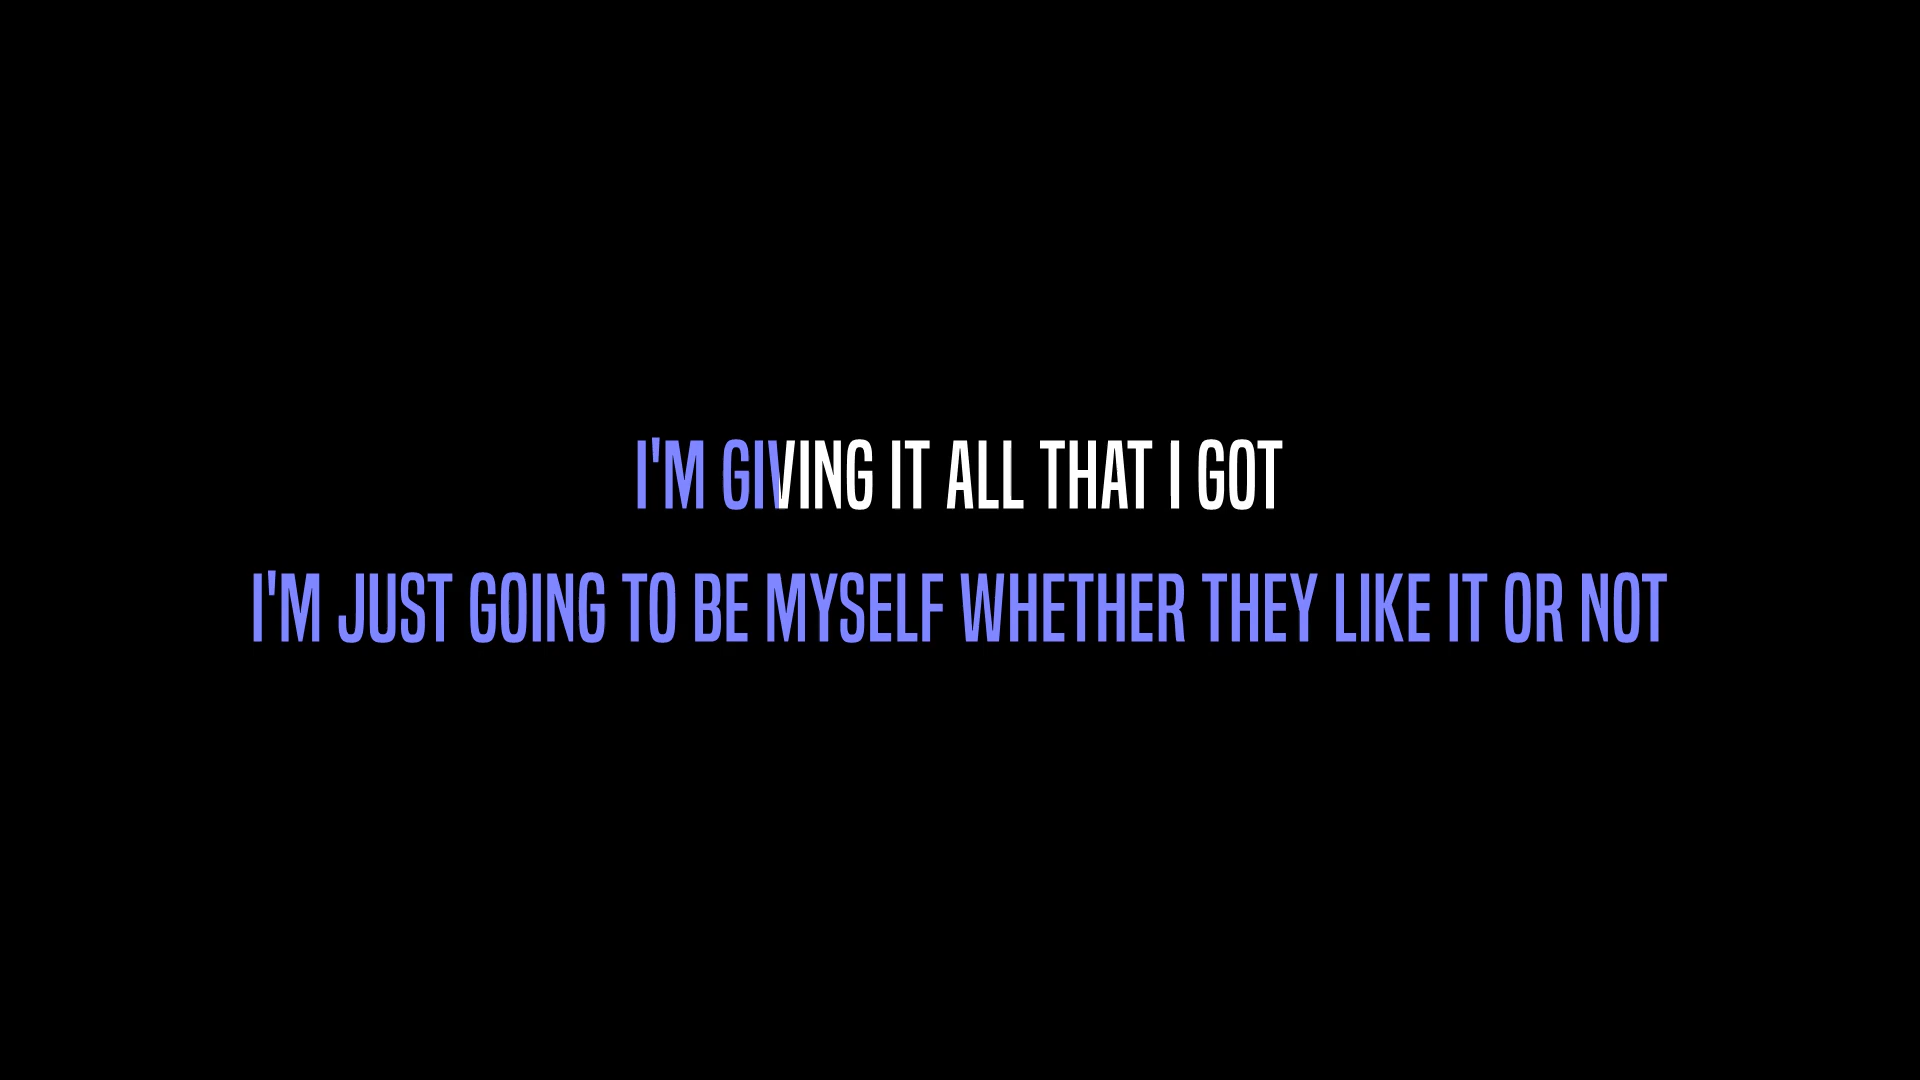 I'M GIVING IT ALL THAT I GOT
I'M JUST GOING TO BE MYSELF WHETHER THEY LIKE IT OR NOT